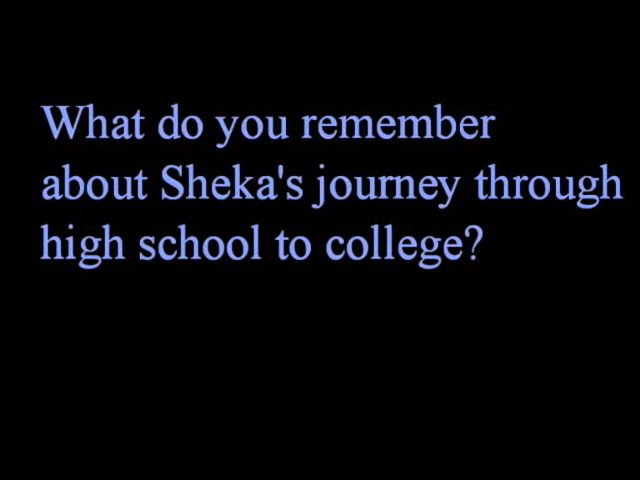 What do you remember
about Sheka's journey through
high school to college?